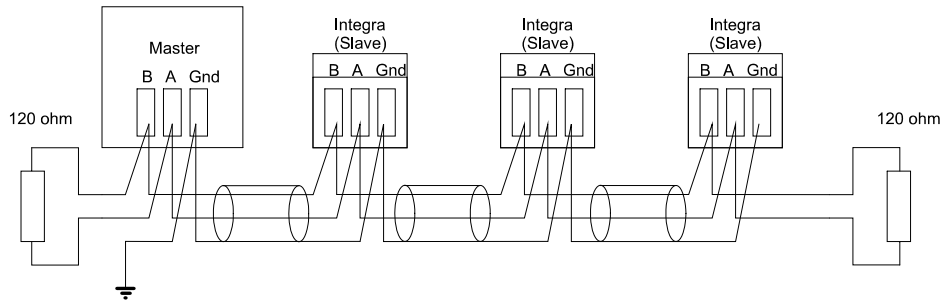 Master
B A Gnd
Integra
(Slave)
B A Gnd
Integra
(Slave)
B A Gnd
Integra
(Slave)
B A Gnd
120 ohm
120 ohm